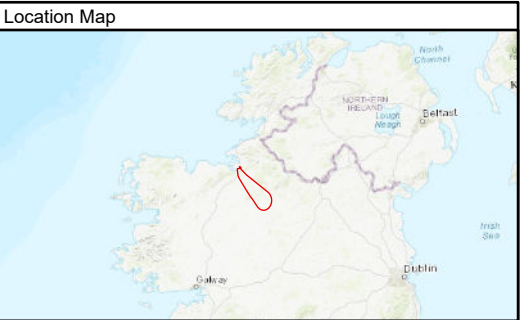 Location Map
North
Channel
NORTHERN
IRELAND
Lough
Neagh
Belfast
Irish
Sea
Dublin
Galway